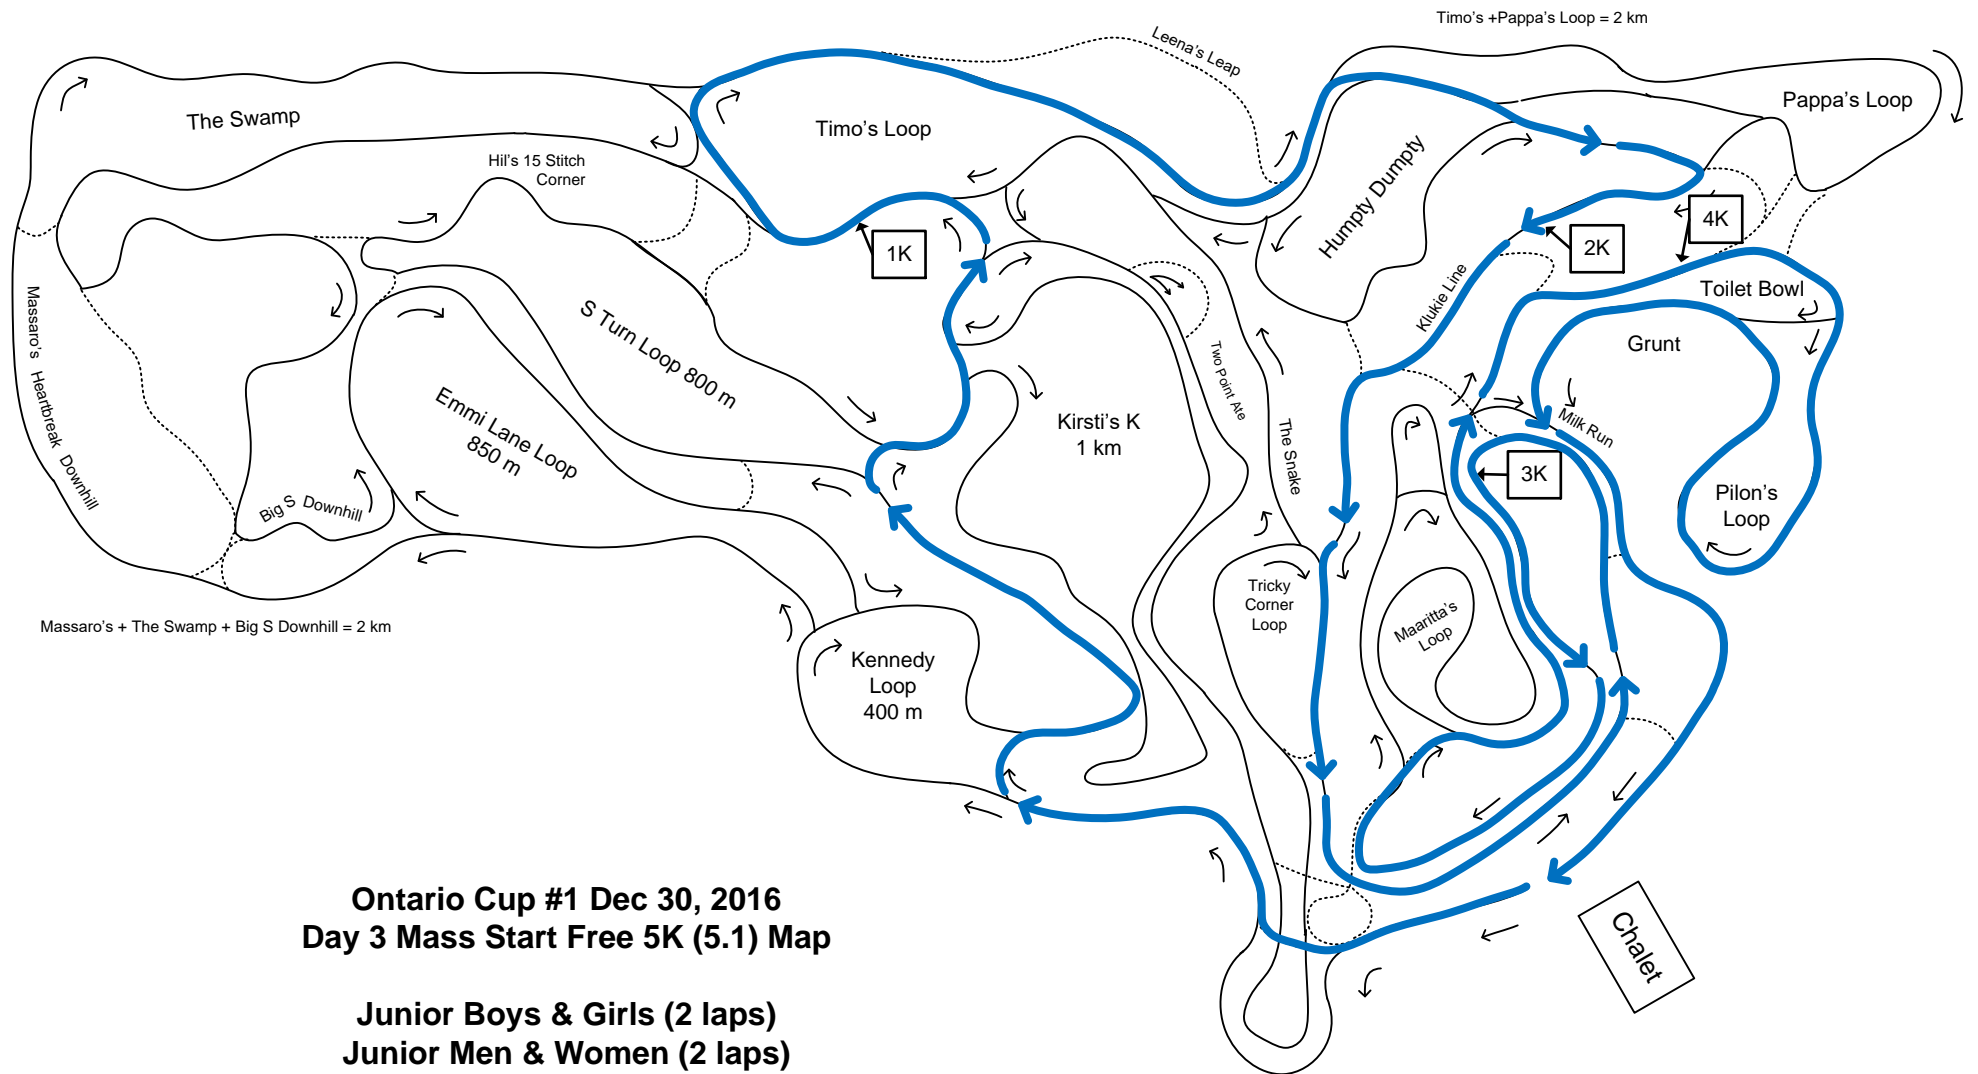 Timo's +Pappa's Loop = 2 km
Leena's Leap
Pappa's Loop
The Swamp
Timo's Loop
Hil's 15 Stitch
Corner
Humpty Dumpty
4K
2K
1K
Klukie Line
Toilet Bowl
Massaro's Heartbreak Downhill
S Turn Loop 800 m
Grunt
Two Point Ate
Emmi Lane Loop
850 m
Kirsti's K
1 km
The Snake
Milk Run
3K
Big S Downhill
Pilon's
Loop
Tricky
Corner
Loop
Maaritta's
Loop
Massaro's + The Swamp + Big S Downhill = 2 km
Kennedy
Loop
400 m
Chalet
Ontario Cup #1 Dec 30, 2016
Day 3 Mass Start Free 5K (5.1) Map
Junior Boys & Girls (2 laps)
Junior Men & Women (2 laps)